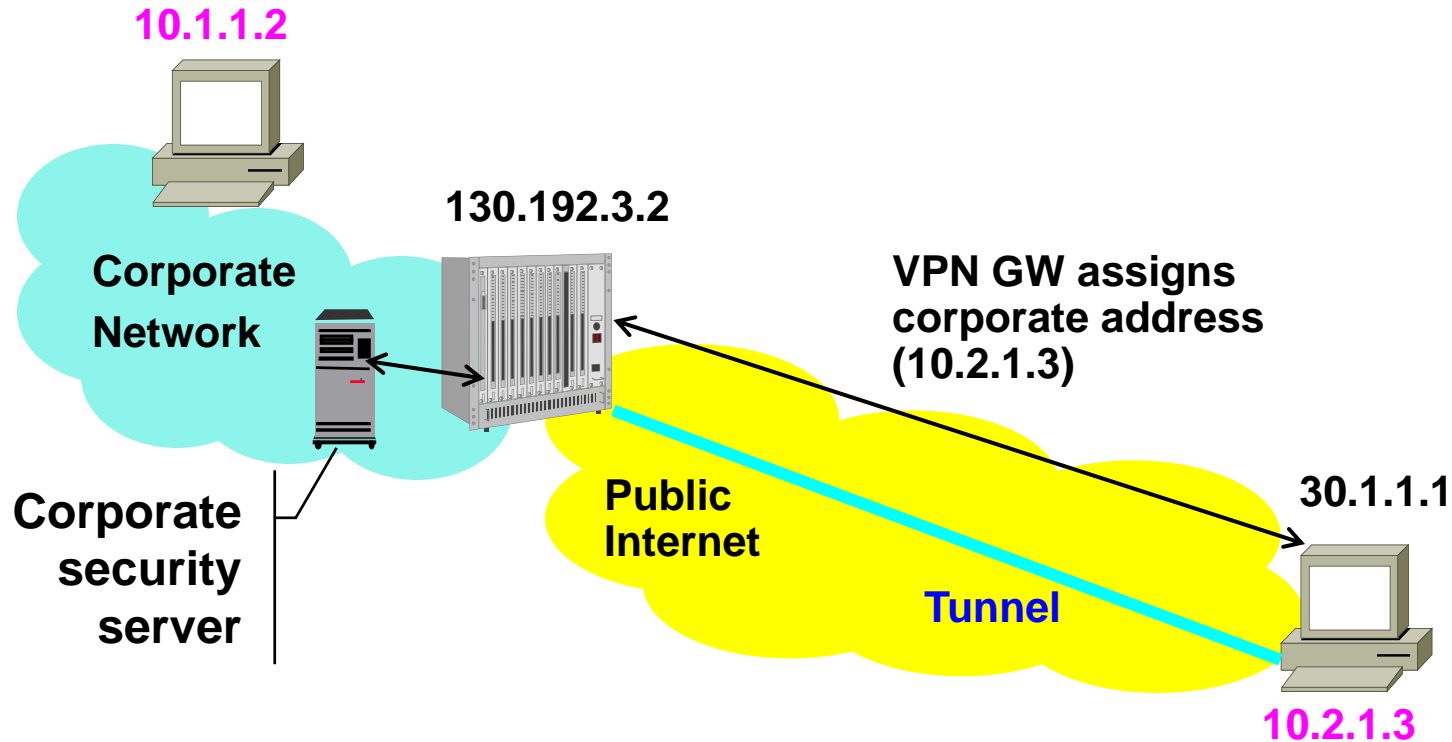 10.1.1.2
130.192.3.2
Corporate
Network
VPN GW assigns
corporate address
(10.2.1.3)
Public
Internet
30.1.1.1
Corporate
security
server
Tunnel
10.2.1.3